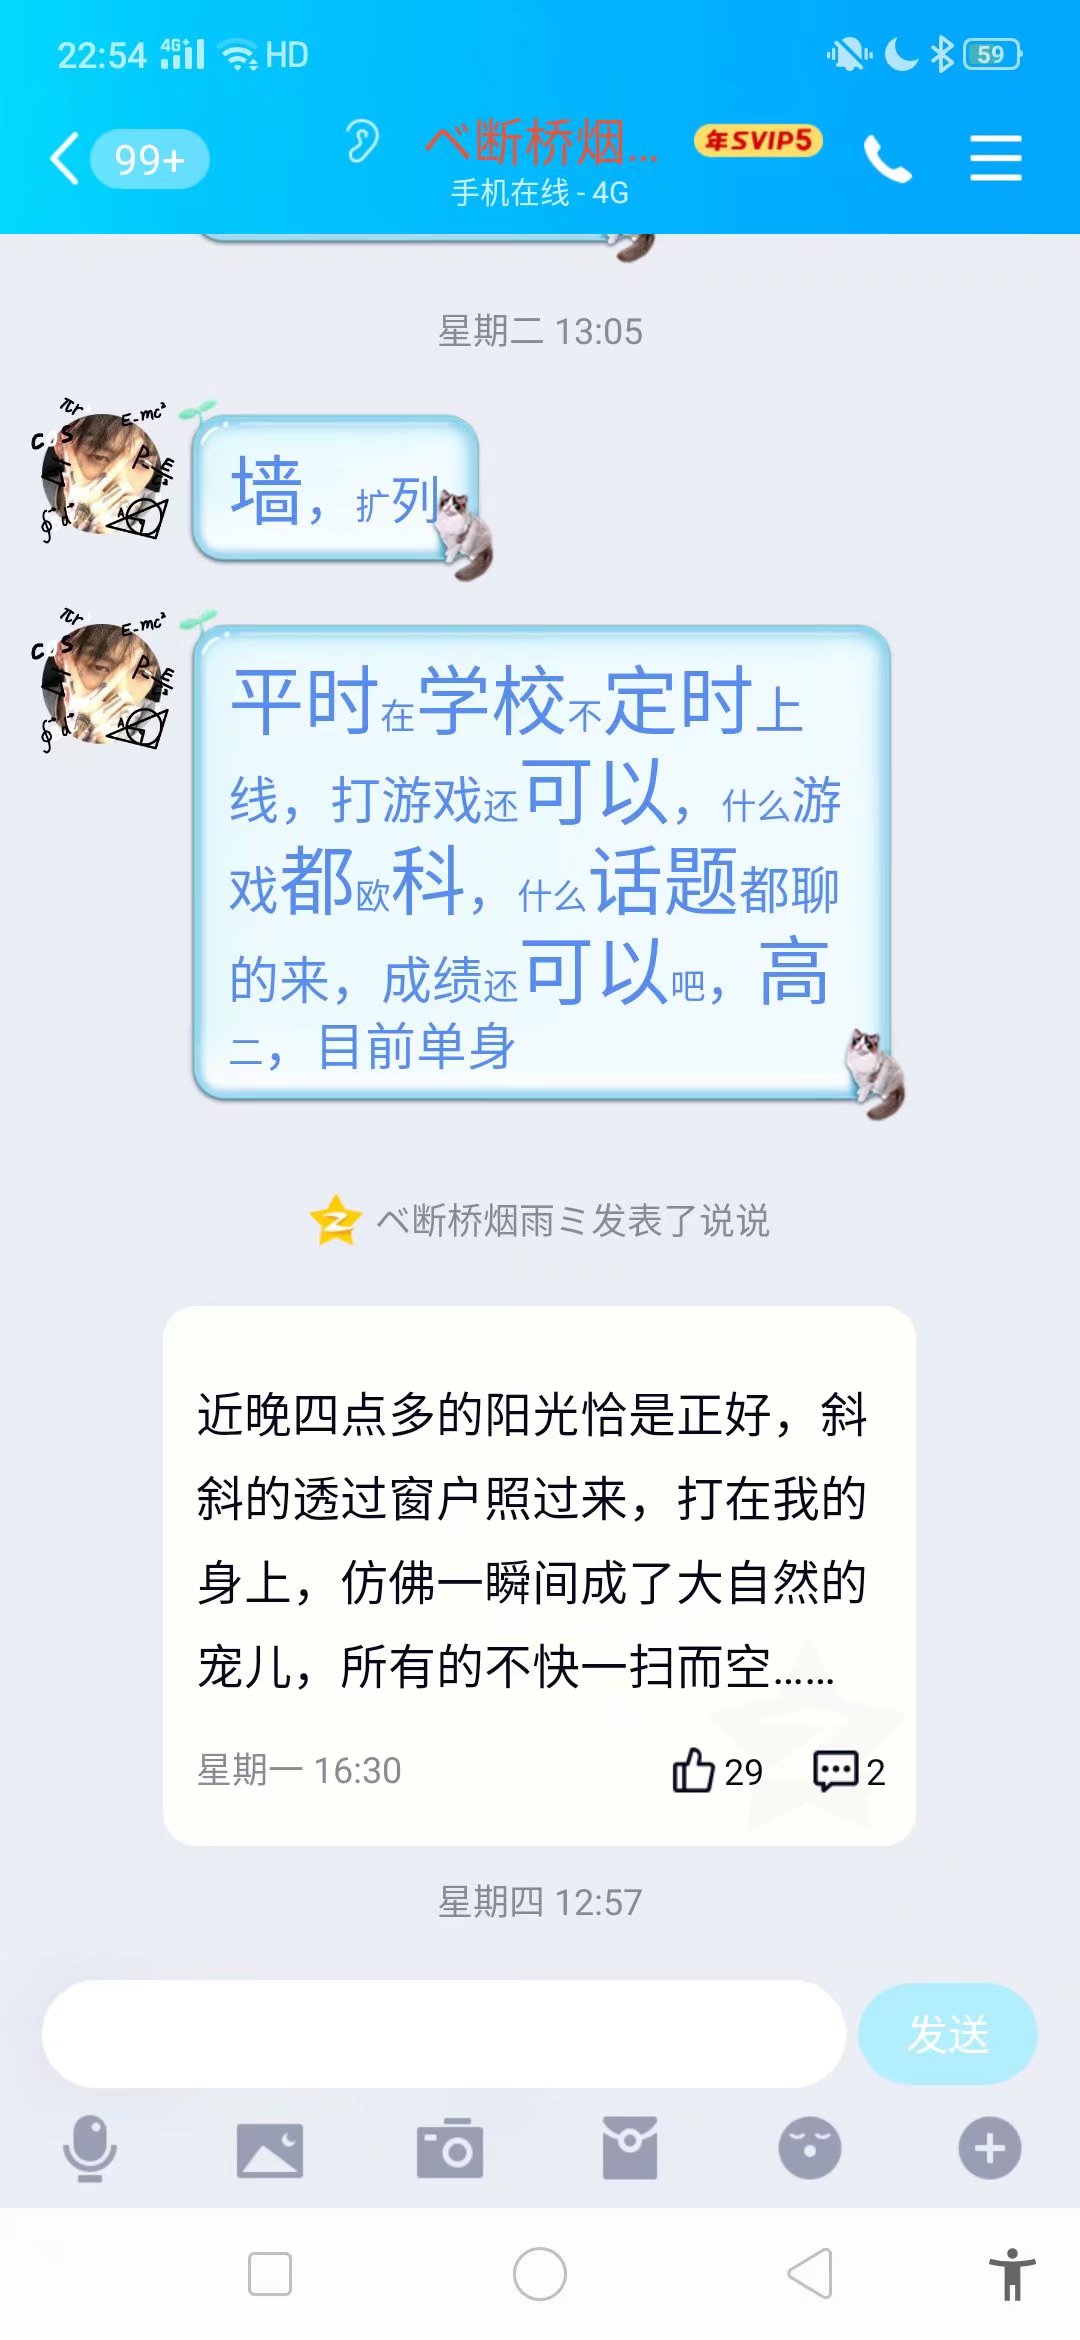 22:54 4G+ HD 59
99+ ベ断桥烟... 年SVIP5
手机在线 - 4G
星期二 13:05
墙，扩列
平时在学校不定时上
线，打游戏还可以，什么游
戏都欧科，什么话题都聊
的来，成绩还可以吧，高
二，目前单身
ベ断桥烟雨ミ发表了说说
近晚四点多的阳光恰是正好，斜
斜的透过窗户照过来，打在我的
身上，仿佛一瞬间成了大自然的
宠儿，所有的不快一扫而空......
星期一 16:30 29 2
星期四 12:57
发送